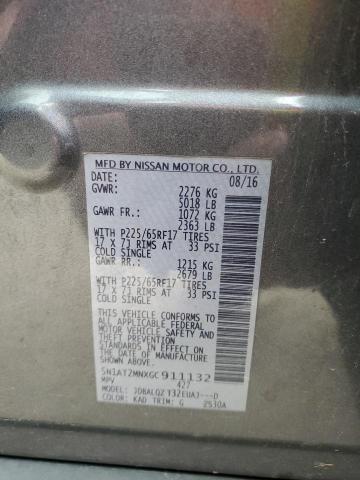 MFD BY NISSAN MOTOR CO., LTD.
DATE: 08/16
GVWR: 2276 KG
5018 LB
GAWR FR: 1072 KG
2363 LB
WITH P225/65RF17 TIRES
17 X 7J RIMS AT 33 PSI
COLD SINGLE
GAWR RR: 1215 KG
2679 LB
WITH P225/65RF17 TIRES
17 X 7J RIMS AT 33 PSI
COLD SINGLE
THIS VEHICLE CONFORMS TO ALL
APPLICABLE FEDERAL
MOTOR VEHICLE SAFETY STANDARDS
IN EFFECT ON THE DATE OF
MANUFACTURE SHOWN ABOVE.
5N1AT2MNXGC911132
MPV 427
MODEL:
COLOR: KAD TRIM: G 2530A